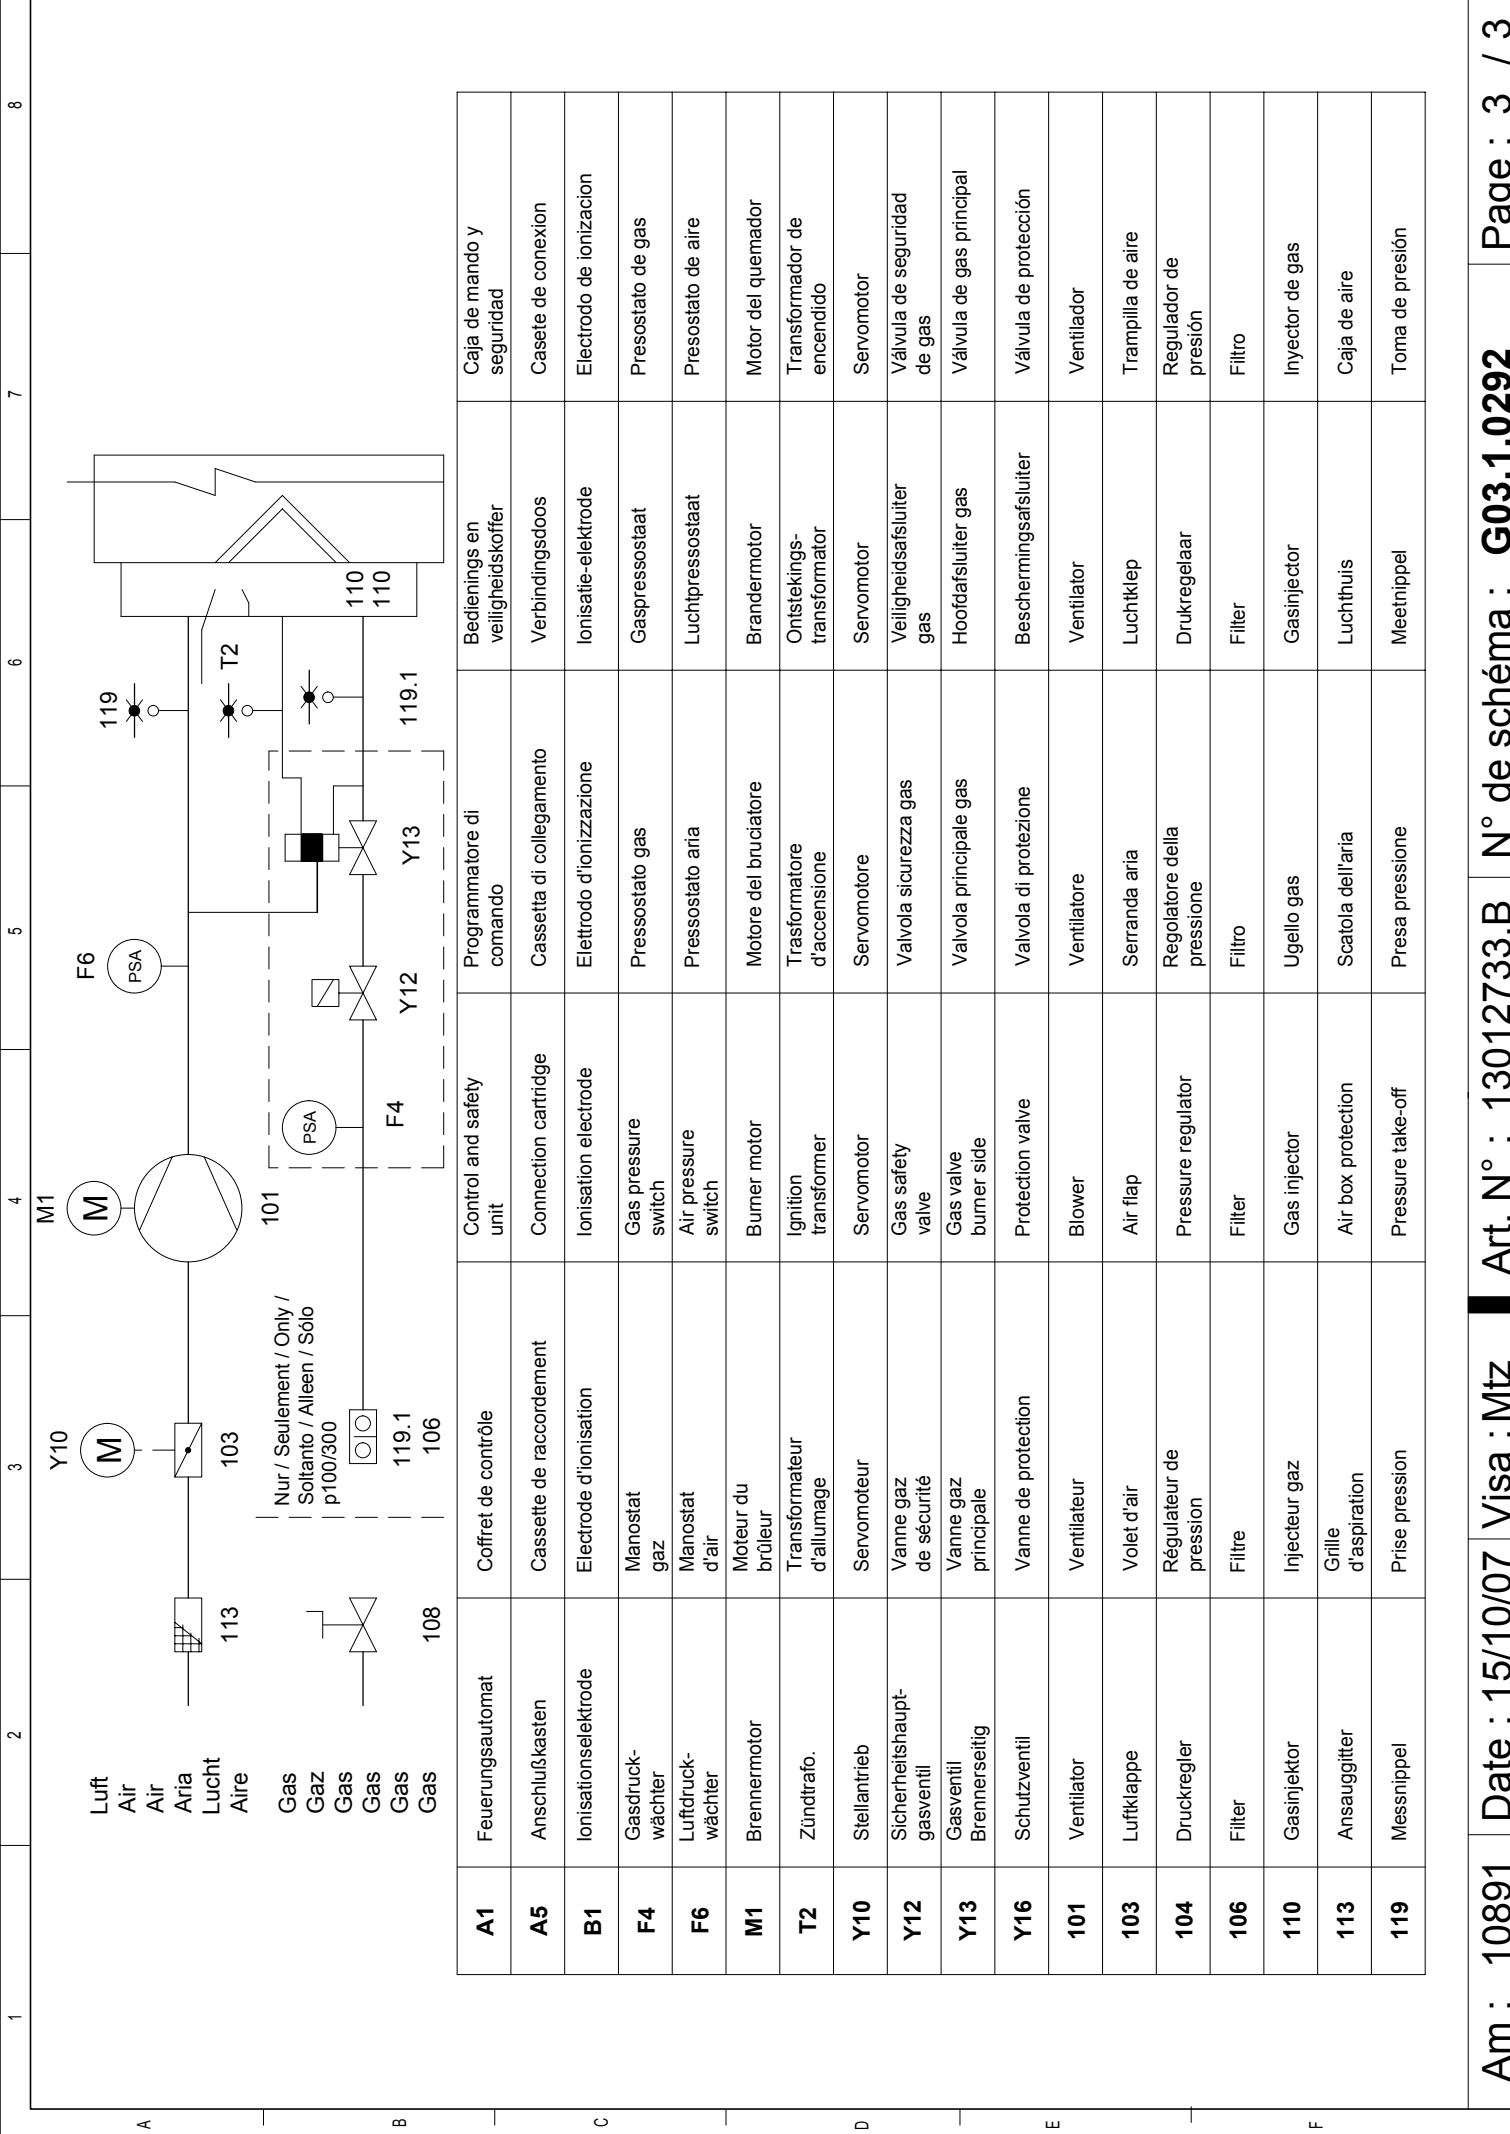 1 2 3 4 5 6 7 8
A
B
C
D
E
F
Luft
Air
Air
Aria
Lucht
Aire
Gas
Gaz
Gas
Gas
Gas
Gas
113
108
Y10
M
103
Nur / Seulement / Only /
Soltanto / Alleen / Sólo
p100/300
119.1
106
M1
M
101
F6
PSA
PSA
F4
Y12
Y13
119
T2
119.1
110
110
A1 Feuerungsautomat Coffret de contrôle Control and safety unit Programmatore di comando Bedienings en veiligheidskoffer Caja de mando y seguridad
A5 Anschlußkasten Cassette de raccordement Connection cartridge Cassetta di collegamento Verbindingsdoos Casete de conexion
B1 Ionisationselektrode Electrode d'ionisation Ionisation electrode Elettrodo d'ionizzazione Ionisatie-elektrode Electrodo de ionizacion
F4 Gasdruck-wächter Manostat gaz Gas pressure switch Pressostato gas Gaspressostaat Presostato de gas
F6 Luftdruck-wächter Manostat d'air Air pressure switch Pressostato aria Luchtpressostaat Presostato de aire
M1 Brennermotor Moteur du brûleur Burner motor Motore del bruciatore Brandermotor Motor del quemador
T2 Zündtrafo. Transformateur d'allumage Ignition transformer Trasformatore d'accensione Ontstekings-transformator Transformador de encendido
Y10 Stellantrieb Servomoteur Servomotor Servomotore Servomotor Servomotor
Y12 Sicherheitshaupt-gasventil Vanne gaz de sécurité Gas safety valve Valvola sicurezza gas Veiligheidsafsluiter gas Válvula de seguridad de gas
Y13 Gasventil Brennerseitig Vanne gaz principale Gas valve burner side Valvola principale gas Hoofdafsluiter gas Válvula de gas principal
Y16 Schutzventil Vanne de protection Protection valve Valvola di protezione Beschermingsafsluiter Válvula de protección
101 Ventilator Ventilateur Blower Ventilatore Ventilator Ventilador
103 Luftklappe Volet d'air Air flap Serranda aria Luchtklep Trampilla de aire
104 Druckregler Régulateur de pression Pressure regulator Regolatore della pressione Drukregelaar Regulador de presión
106 Filter Filtre Filter Filtro Filter Filtro
110 Gasinjektor Injecteur gaz Gas injector Ugello gas Gasinjector Inyector de gas
113 Ansauggitter Grille d'aspiration Air box protection Scatola dell'aria Luchthuis Caja de aire
119 Messnippel Prise pression Pressure take-off Presa pressione Meetnippel Toma de presión
Am : 10891 Date : 15/10/07 Visa : Mtz Art. N° : 13012733.B N° de schéma : G03.1.0292 Page : 3 / 3